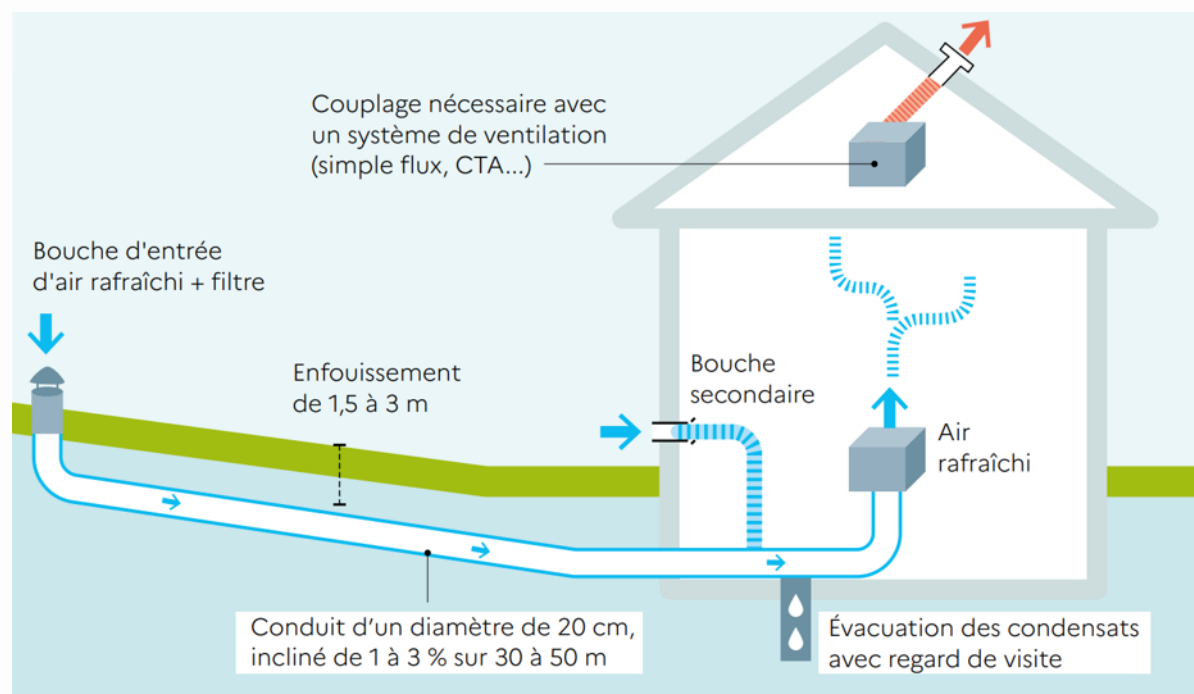 Couplage nécessaire avec
un système de ventilation
(simple flux, CTA...)
Bouche d'entrée
d'air rafraîchi + filtre
Enfouissement
de 1,5 à 3 m
Bouche
secondaire
Air
rafraîchi
Conduit d’un diamètre de 20 cm,
incliné de 1 à 3 % sur 30 à 50 m
Évacuation des condensats
avec regard de visite